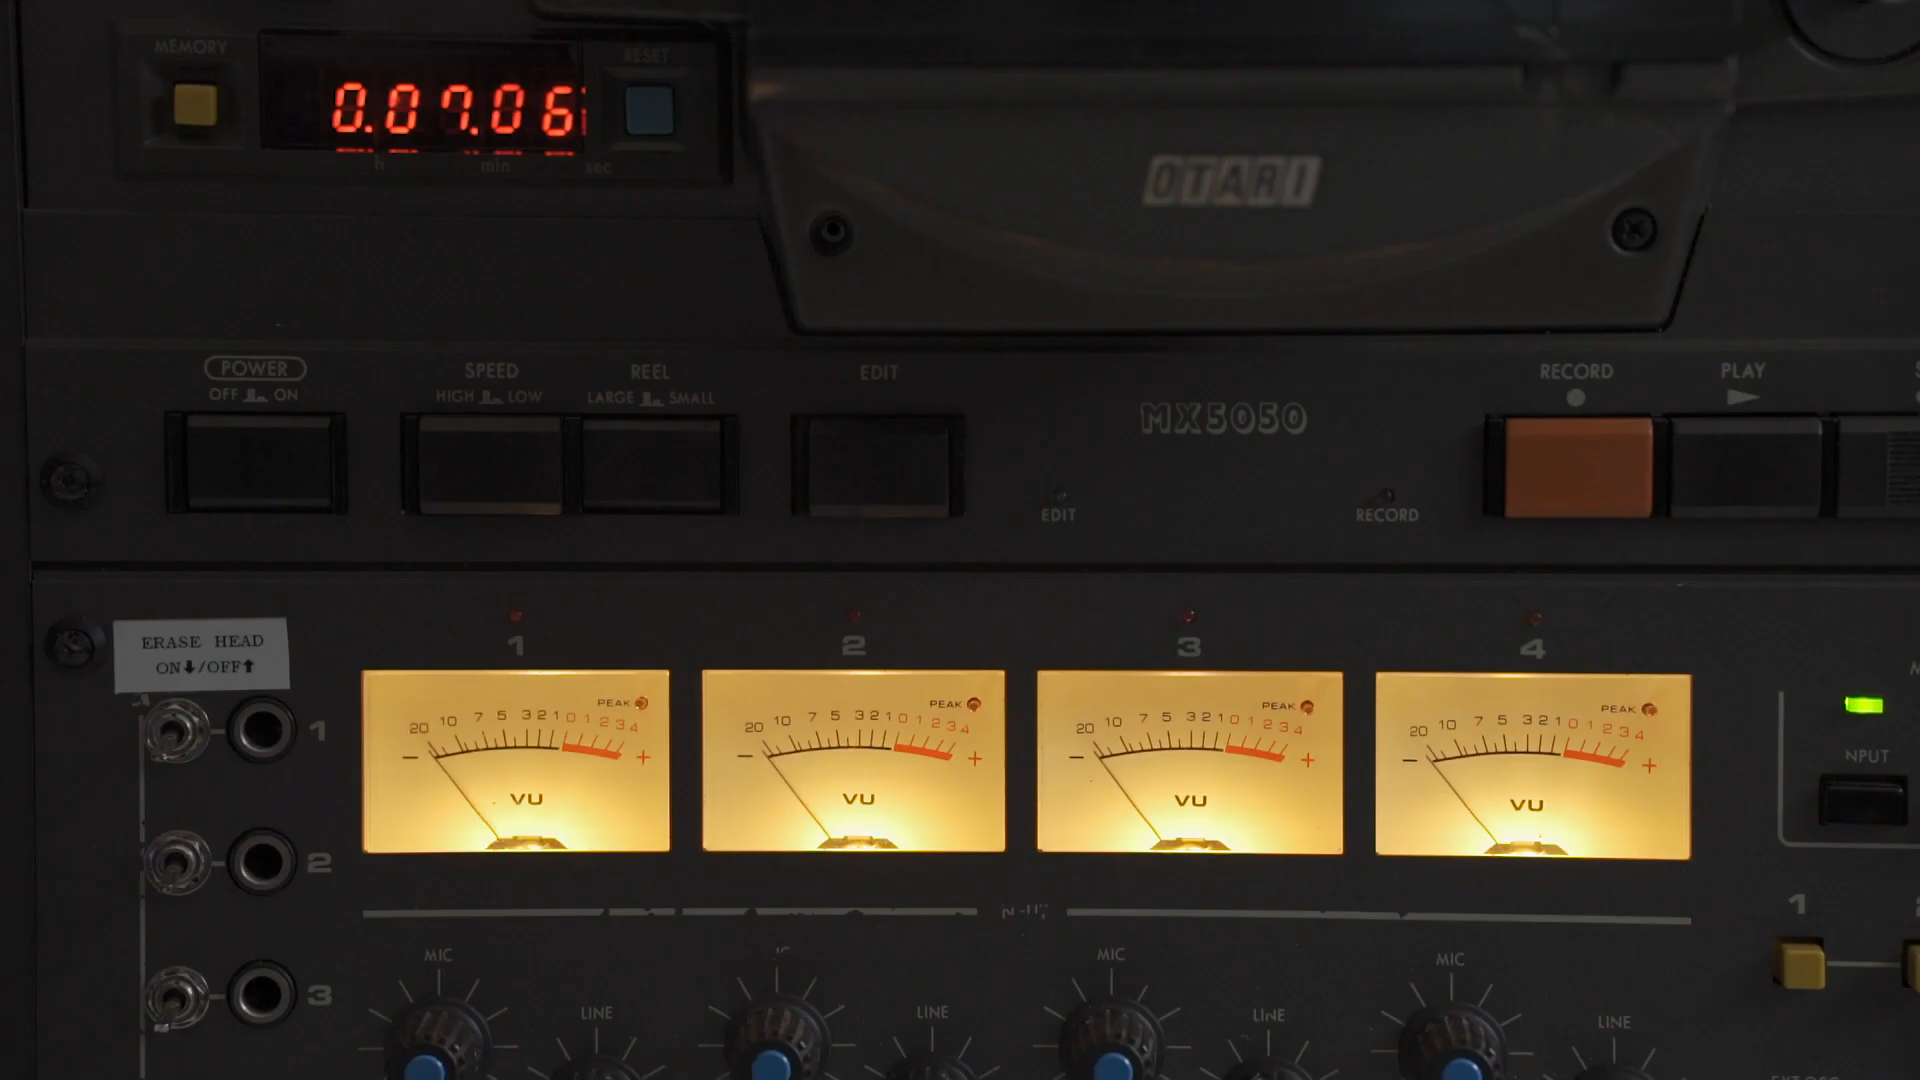 MEMORY
RESET
0.07.06
h min sec
OTARI
POWER
OFF ON
SPEED
HIGH LOW
REEL
LARGE SMALL
EDIT
MX5050
RECORD
PLAY
EDIT
RECORD
ERASE HEAD
ON⬇/OFF⬆
1
2
3
4
PEAK
20 10 7 5 3 2 1 0 1 2 3 4
- +
VU
PEAK
20 10 7 5 3 2 1 0 1 2 3 4
- +
VU
PEAK
20 10 7 5 3 2 1 0 1 2 3 4
- +
VU
PEAK
20 10 7 5 3 2 1 0 1 2 3 4
- +
VU
1
2
3
NPUT
1
MIC
LINE
LINE
MIC
LINE
MIC
LINE